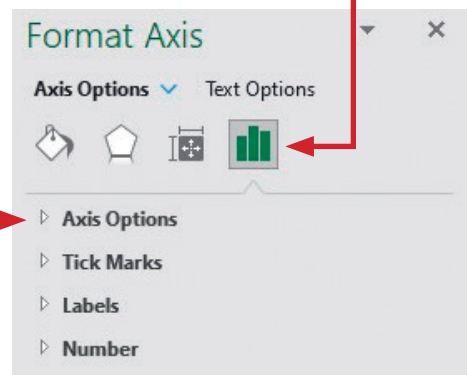 Format Axis
Axis Options Text Options
Axis Options
Tick Marks
Labels
Number